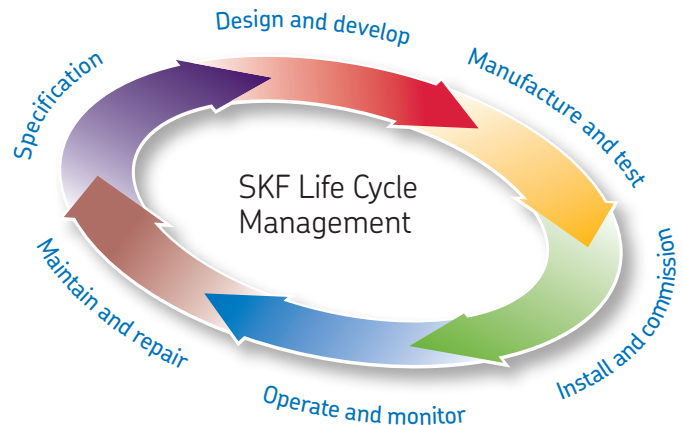 Design and develop
Manufacture and test
Specification
SKF Life Cycle
Management
Install and commission
Maintain and repair
Operate and monitor